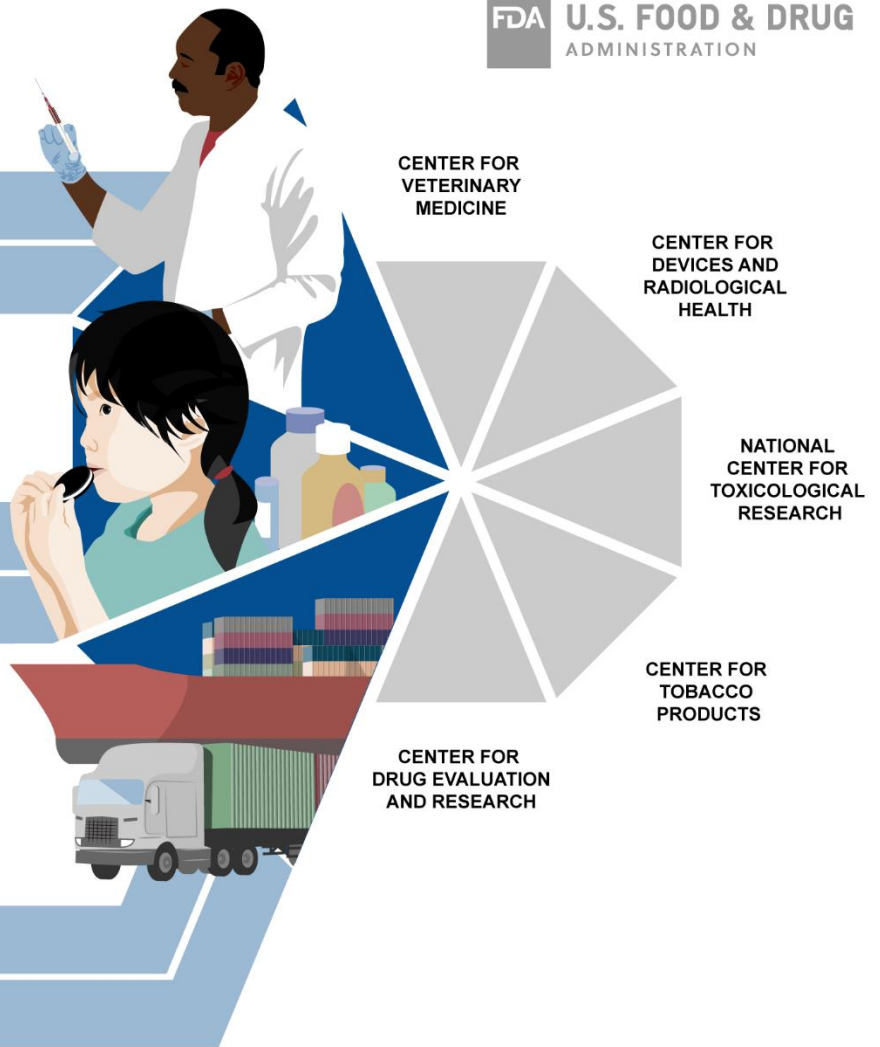 FDA U.S. FOOD & DRUG
ADMINISTRATION
CENTER FOR
VETERINARY
MEDICINE
CENTER FOR
DEVICES AND
RADIOLOGICAL
HEALTH
NATIONAL
CENTER FOR
TOXICOLOGICAL
RESEARCH
CENTER FOR
TOBACCO
PRODUCTS
CENTER FOR
DRUG EVALUATION
AND RESEARCH